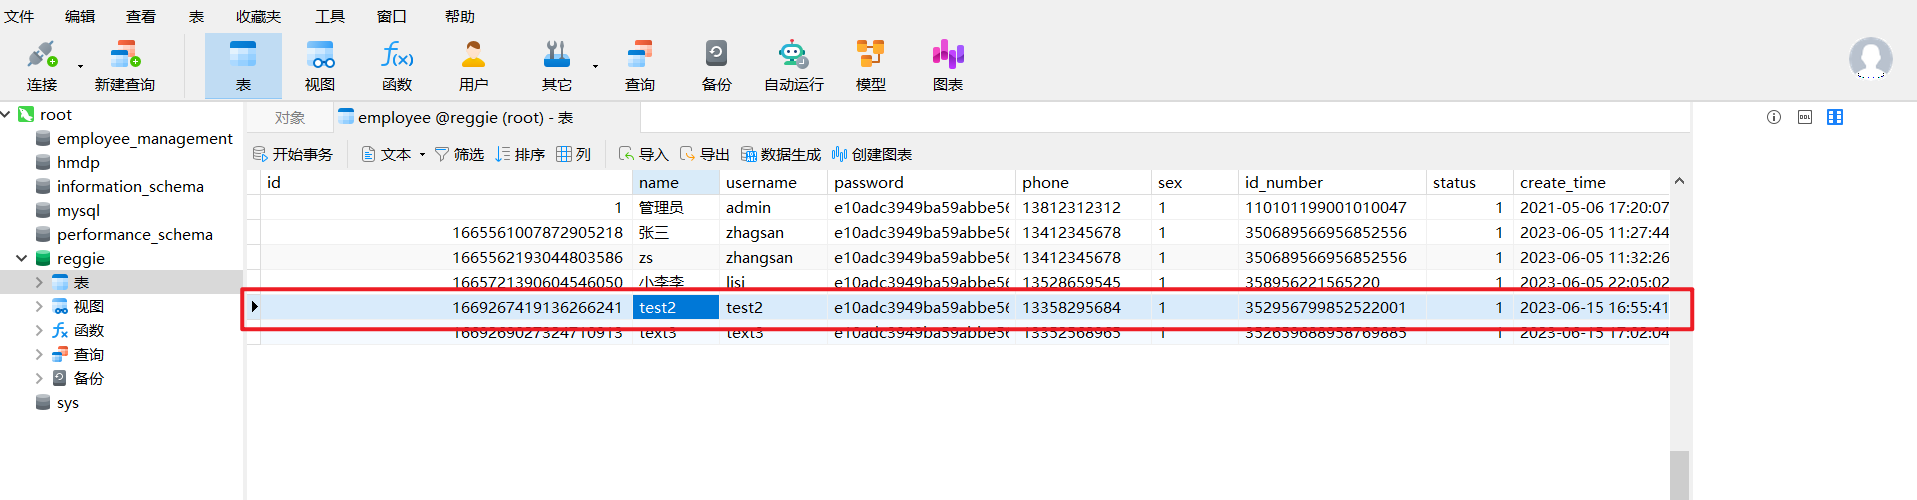 文件 编辑 查看 表 收藏夹 工具 窗口 帮助
连接 新建查询 表 视图 函数 用户 其它 查询 备份 自动运行 模型 图表
root
employee_management
hmdp
information_schema
mysql
performance_schema
reggie
表
视图
函数
查询
备份
sys
对象 employee @reggie (root) - 表
开始事务 文本 筛选 排序 列 导入 导出 数据生成 创建图表
id name username password phone sex id_number status create_time
1 管理员 admin e10adc3949ba59abbe56 13812312312 1 110101199001010047 1 2021-05-06 17:20:07
1665561007872905218 张三 zhagsan e10adc3949ba59abbe56 13412345678 1 350689566956852556 1 2023-06-05 11:27:44
1665562193044803586 zs zhangsan e10adc3949ba59abbe56 13412345678 1 350689566956852556 1 2023-06-05 11:32:26
1665721390604546050 小李李 lisi e10adc3949ba59abbe56 13528659545 1 358956221565220 1 2023-06-05 22:05:02
1669267419136266241 test2 test2 e10adc3949ba59abbe56 13358295684 1 352956799852522001 1 2023-06-15 16:55:41
1669269027324710913 text3 text3 e10adc3949ba59abbe56 13352568965 1 352659688958769885 1 2023-06-15 17:02:04